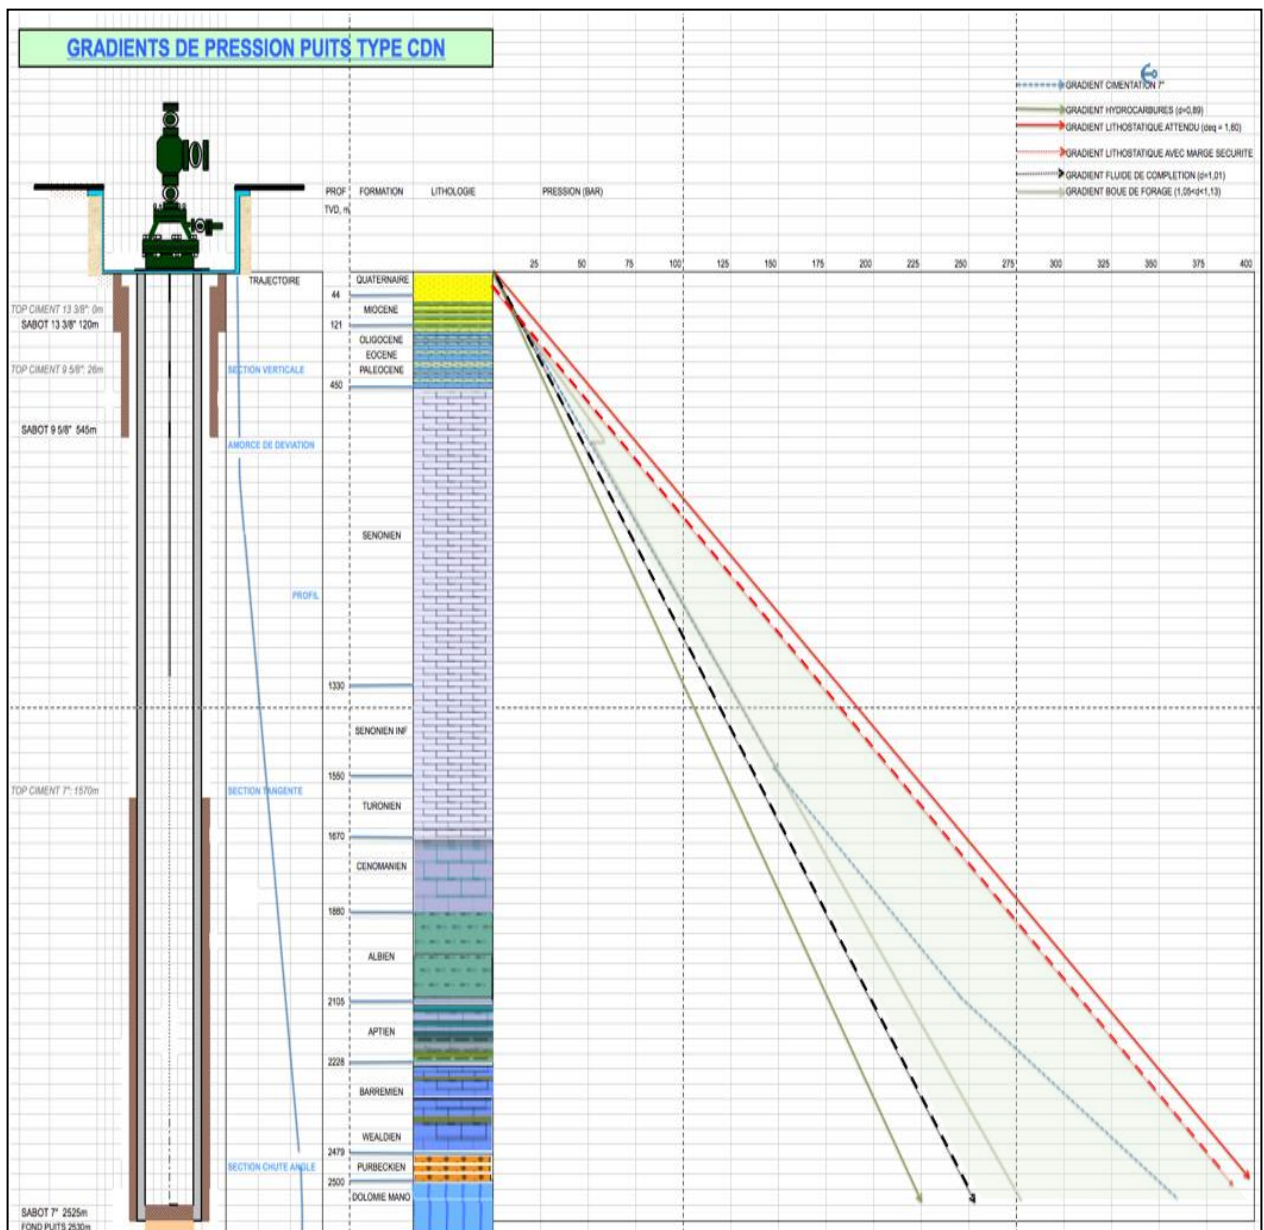 GRADIENTS DE PRESSION PUITS TYPE CDN
GRADIENT CIMENTATION 7"
GRADIENT HYDROCARBURES (d=0,89)
GRADIENT LITHOSTATIQUE ATTENDU (deq = 1,60)
GRADIENT LITHOSTATIQUE AVEC MARGE SECURITE
GRADIENT FLUIDE DE COMPLETION (d=1,01)
GRADIENT BOUE DE FORAGE (1,05<d<1,13)
PROF FORMATION LITHOLOGIE PRESSION (BAR)
TVD, m
25 50 75 100 125 150 175 200 225 250 275 300 325 350 375 400
TRAJECTOIRE QUATERNAIRE
44
TOP CIMENT 13 3/8": 0m
MIOCENE
SABOT 13 3/8" 120m
121
OLIGOCENE
EOCENE
TOP CIMENT 9 5/8": 26m
SECTION VERTICALE
PALEOCENE
450
SABOT 9 5/8" 545m
AMORCE DE DEVIATION
SENONIEN
PROFIL
1330
SENONIEN INF
1550
TOP CIMENT 7": 1570m
SECTION TANGENTE
TURONIEN
1670
CENOMANIEN
1880
ALBIEN
2105
APTIEN
2228
BARREMIEN
WEALDIEN
2479
SECTION CHUTE ANGLE
PURBECKIEN
2500
DOLOMIE MANO
SABOT 7" 2525m
FOND PUITS 2530m